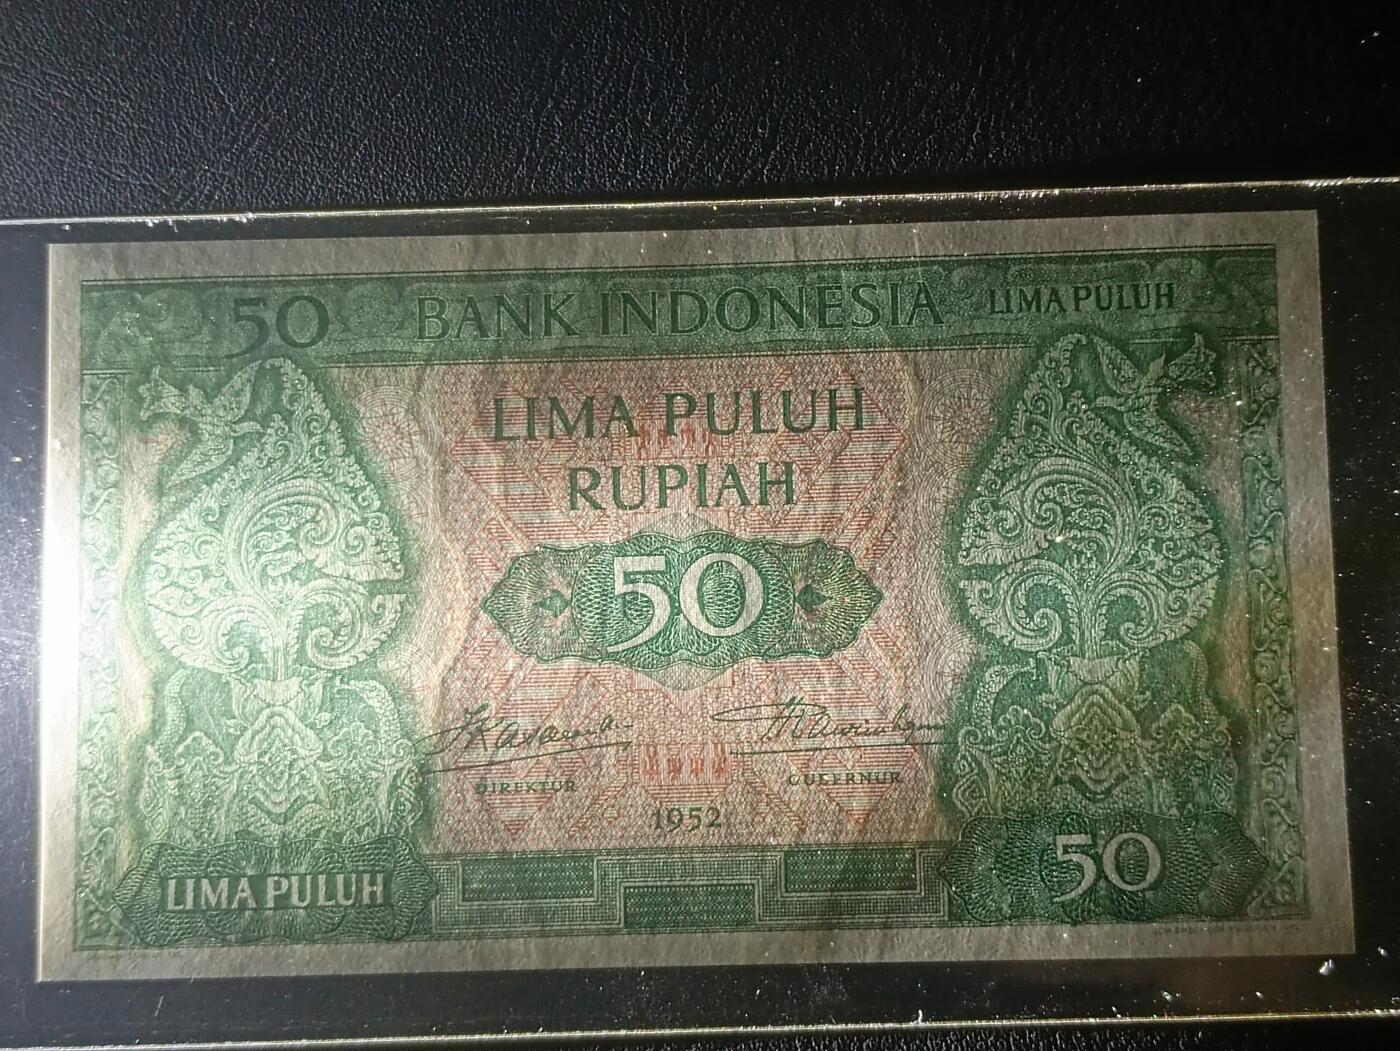 50 BANK INDONESIA LIMA PULUH
LIMA PULUH
RUPIAH
50
DIREKTUR GUBERNUR
1952
LIMA PULUH 50